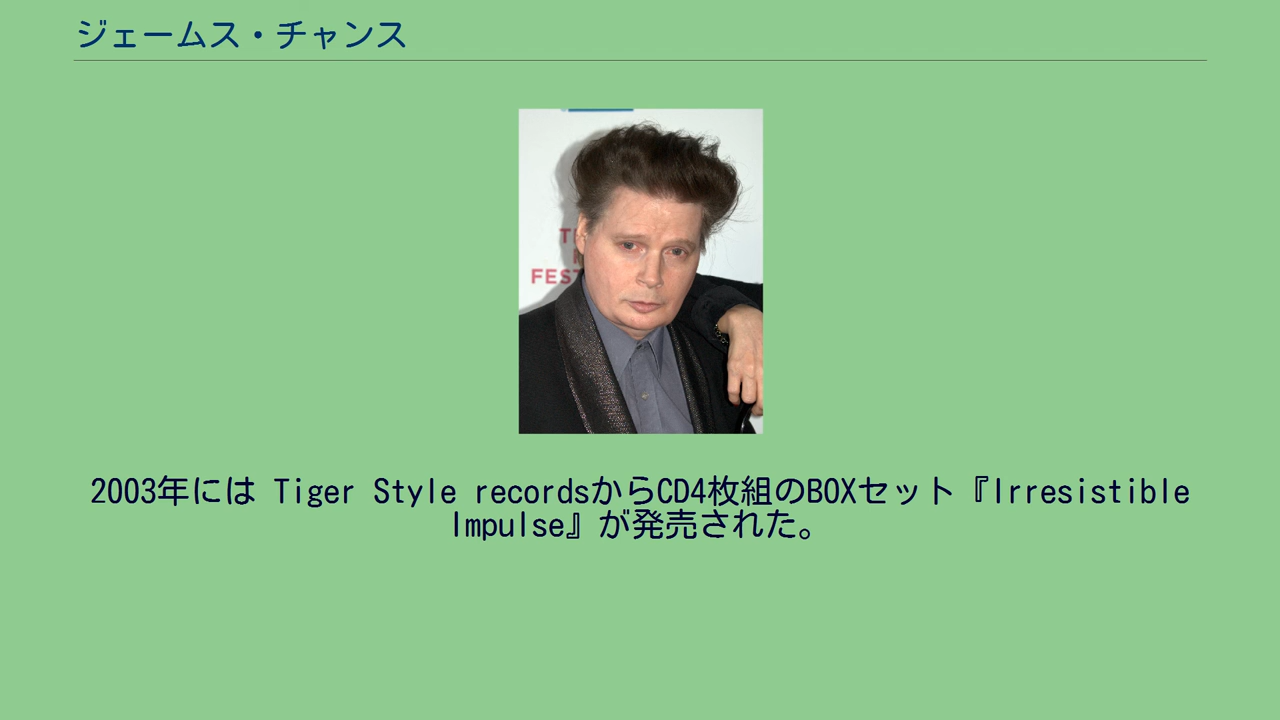 ジェームス・チャンス
FEST
2003年には Tiger Style recordsからCD4枚組のBOXセット『Irresistible
Impulse』が発売された。